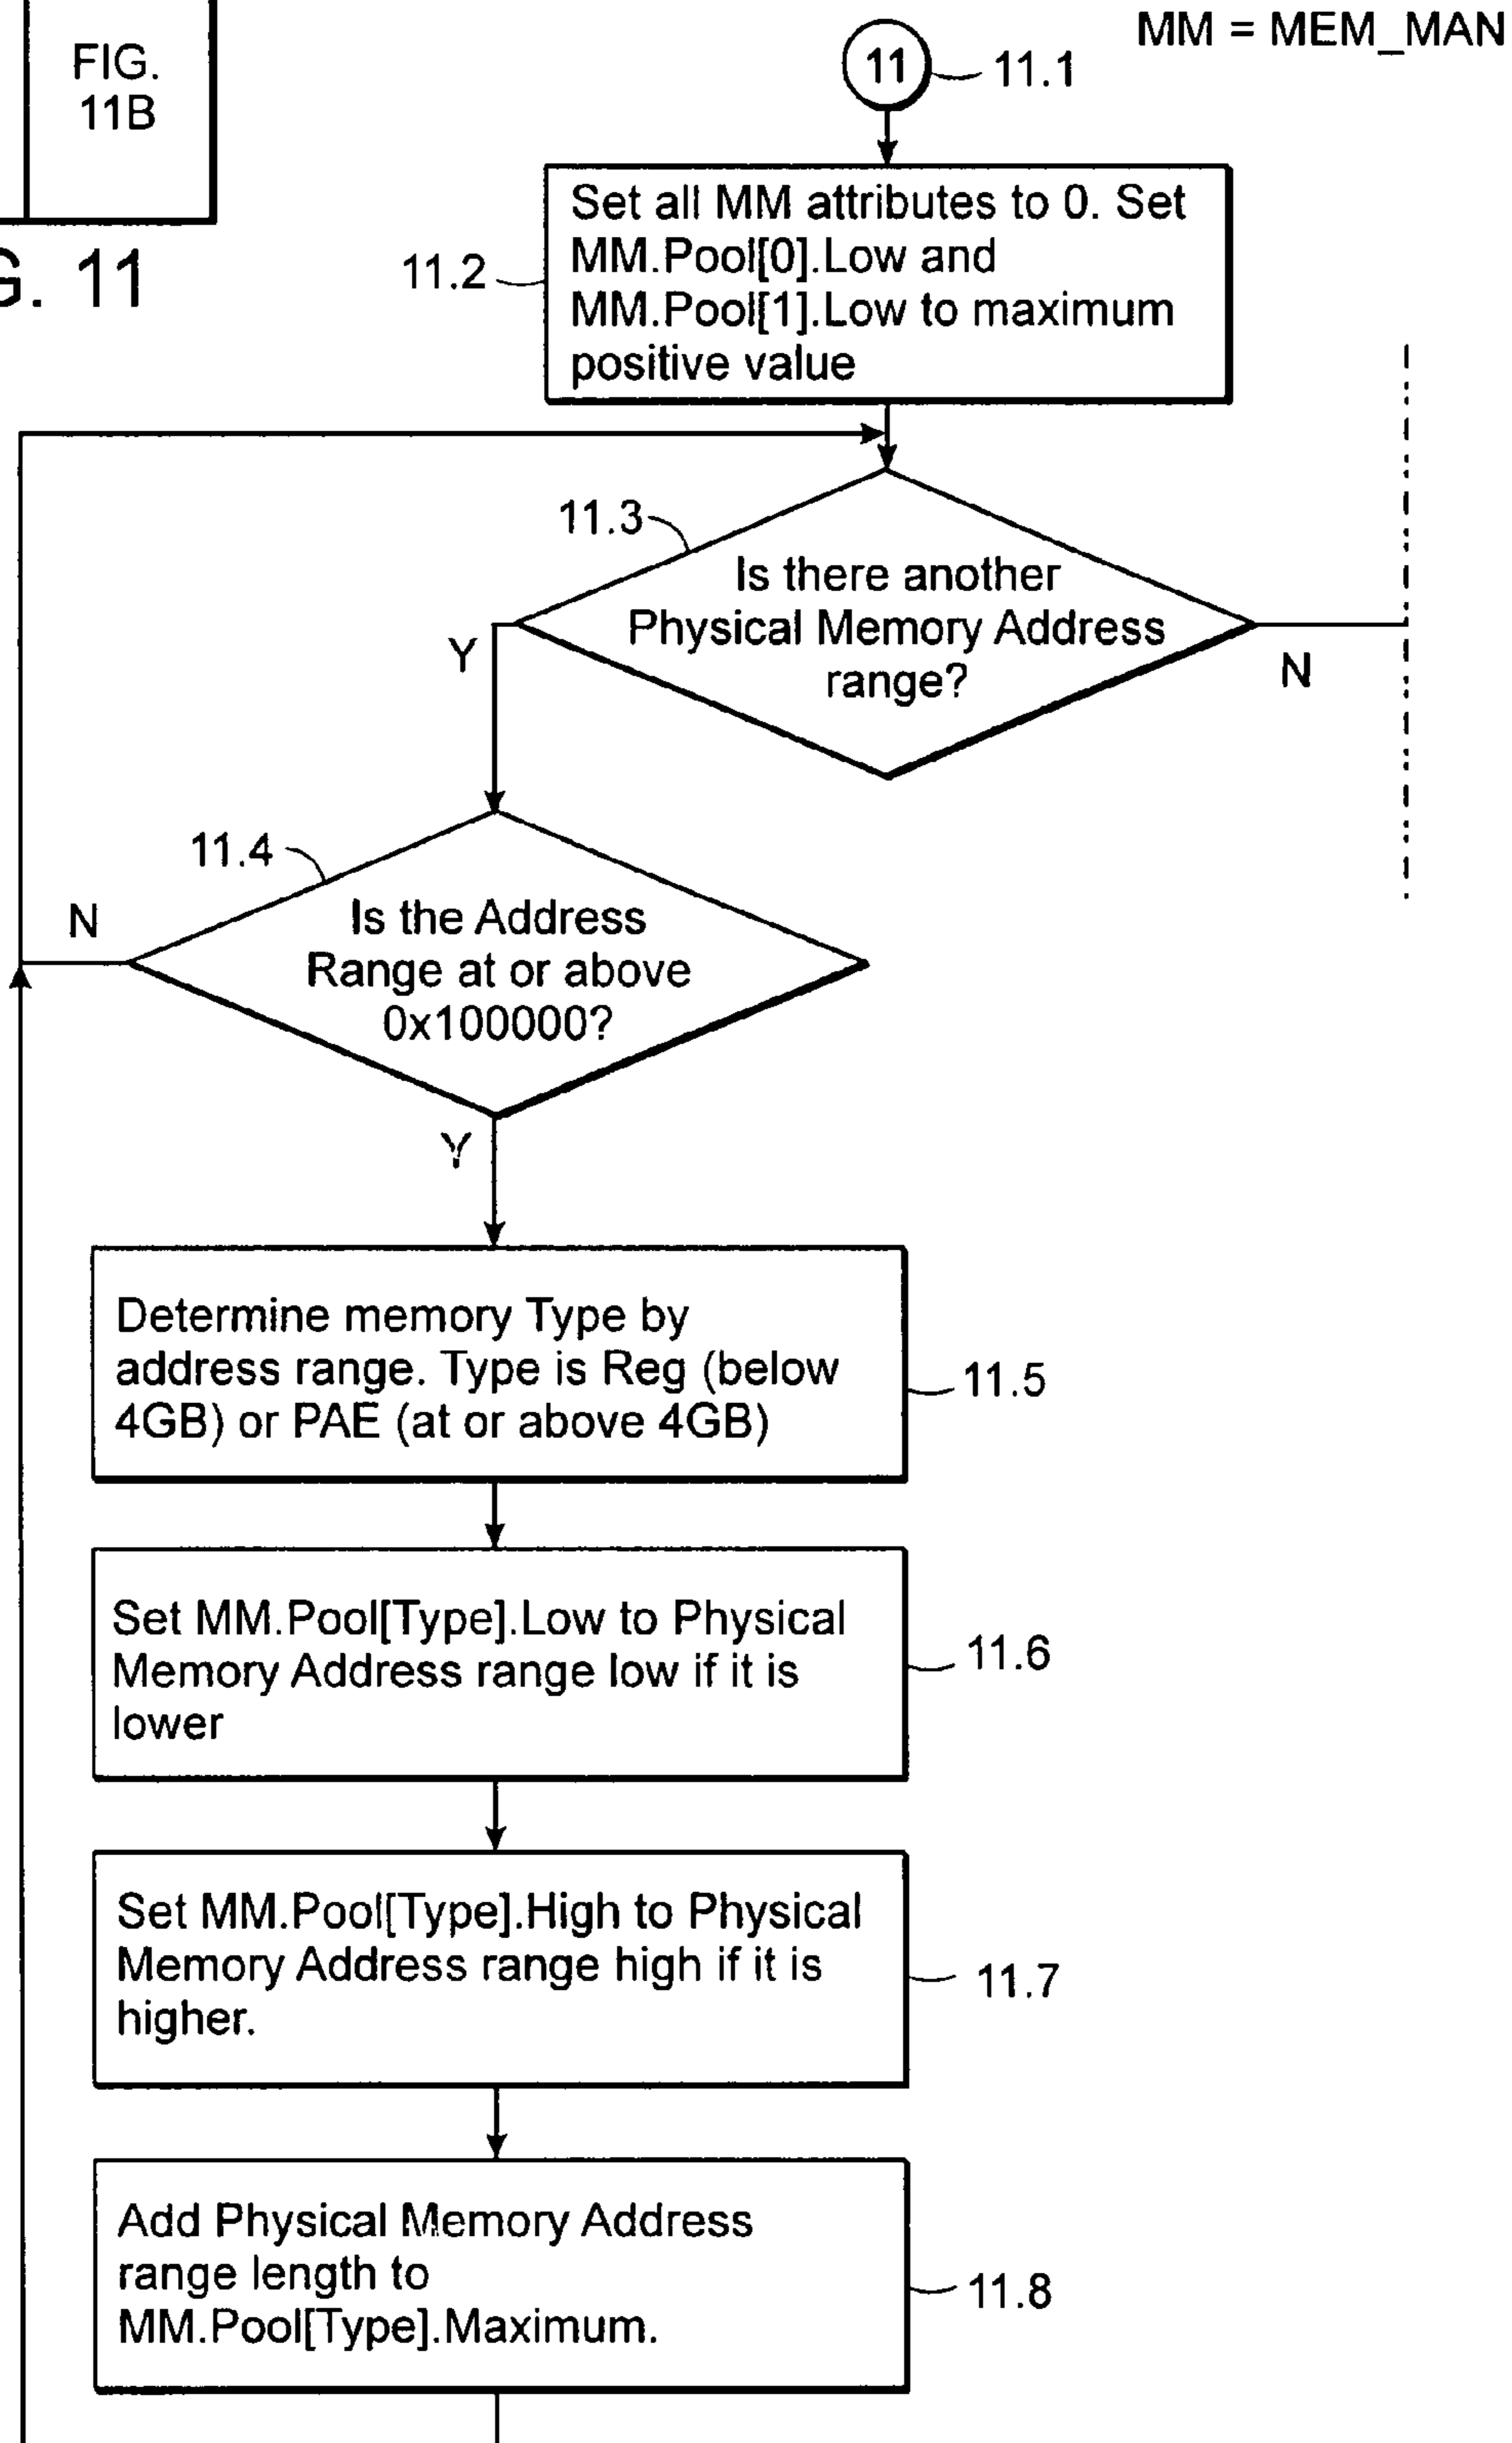 FIG.
11B
G. 11
MM = MEM_MAN
11
11.1
Set all MM attributes to 0. Set
MM.Pool[0].Low and
MM.Pool[1].Low to maximum
positive value
11.2
11.3
Is there another
Physical Memory Address
range?
Y
N
11.4
Is the Address
Range at or above
0x100000?
N
Y
Determine memory Type by
address range. Type is Reg (below
4GB) or PAE (at or above 4GB)
11.5
Set MM.Pool[Type].Low to Physical
Memory Address range low if it is
lower
11.6
Set MM.Pool[Type].High to Physical
Memory Address range high if it is
higher.
11.7
Add Physical Memory Address
range length to
MM.Pool[Type].Maximum.
11.8